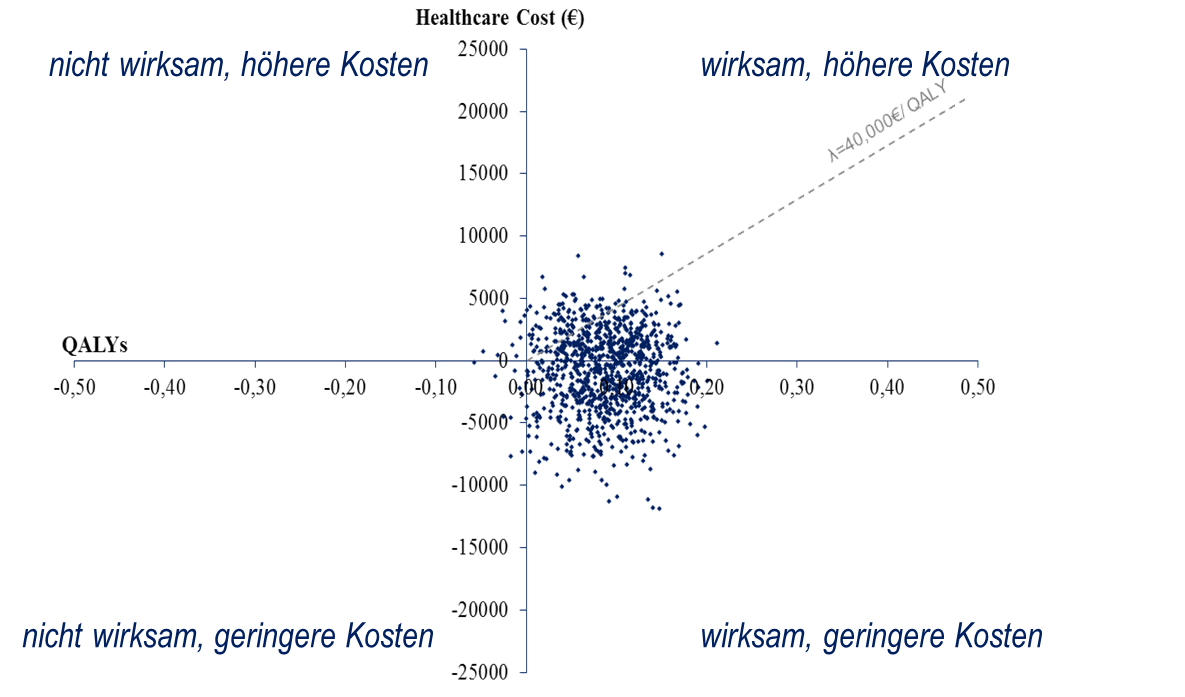 Healthcare Cost (€)
nicht wirksam, höhere Kosten
wirksam, höhere Kosten
25000
20000
λ=40,000€/ QALY
15000
10000
5000
QALYs
0
-0,50 -0,40 -0,30 -0,20 -0,10 0,00 0,10 0,20 0,30 0,40 0,50
-5000
-10000
-15000
-20000
nicht wirksam, geringere Kosten
wirksam, geringere Kosten
-25000